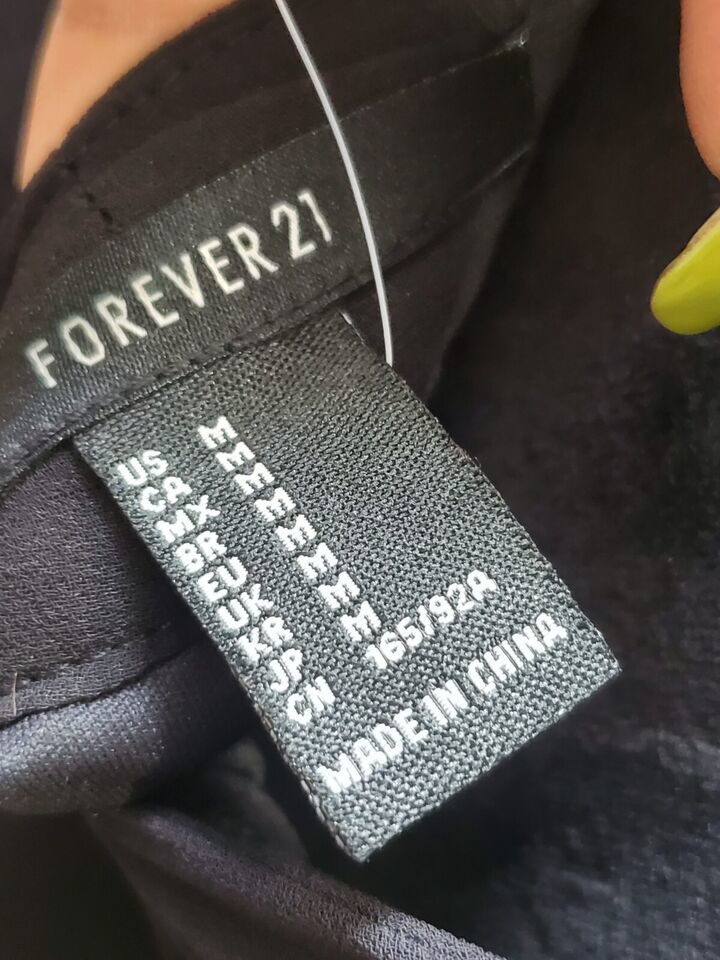 FOREVER 21
US M
CA M
MX M
BR M
EU M
UK M
KR M
JP M
CN 165/92A
MADE IN CHINA